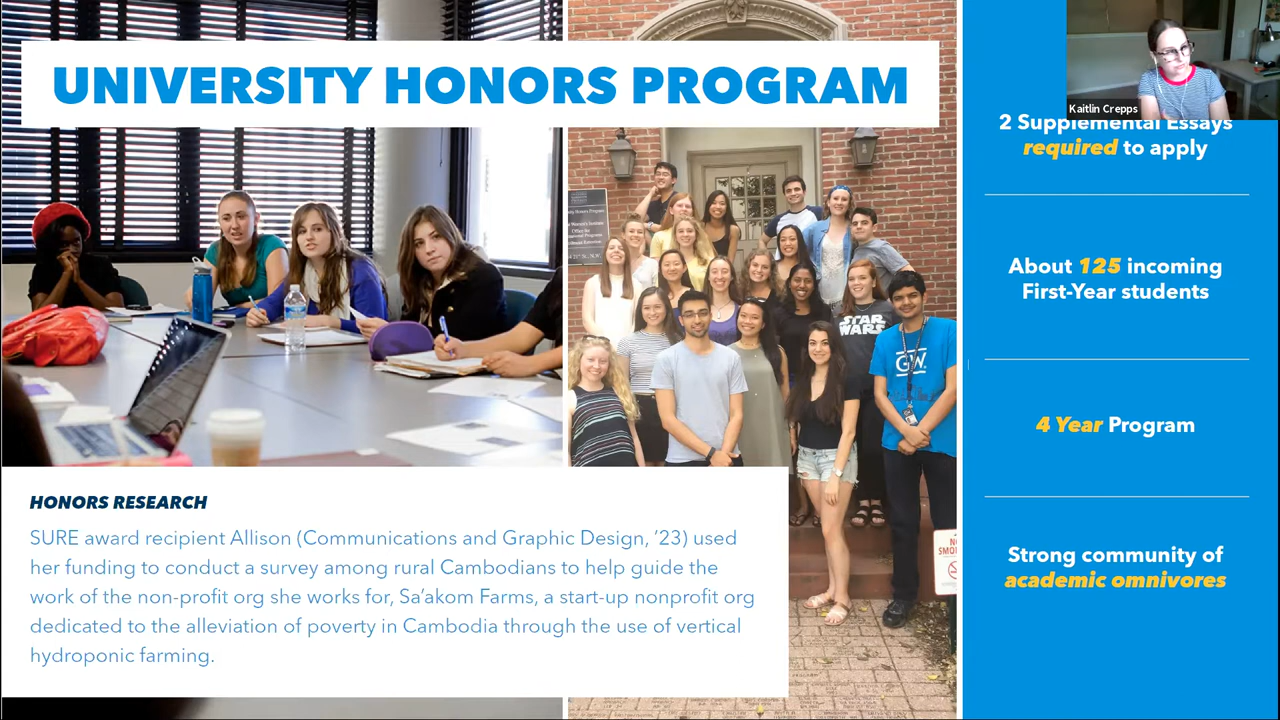 UNIVERSITY HONORS PROGRAM
Kaitlin Crepps
2 Supplemental Essays
required to apply
About 125 incoming
First-Year students
4 Year Program
Strong community of
academic omnivores
STAR
WARS
GW
HONORS RESEARCH
SURE award recipient Allison (Communications and Graphic Design, ’23) used
her funding to conduct a survey among rural Cambodians to help guide the
work of the non-profit org she works for, Sa’akom Farms, a start-up nonprofit org
dedicated to the alleviation of poverty in Cambodia through the use of vertical
hydroponic farming.